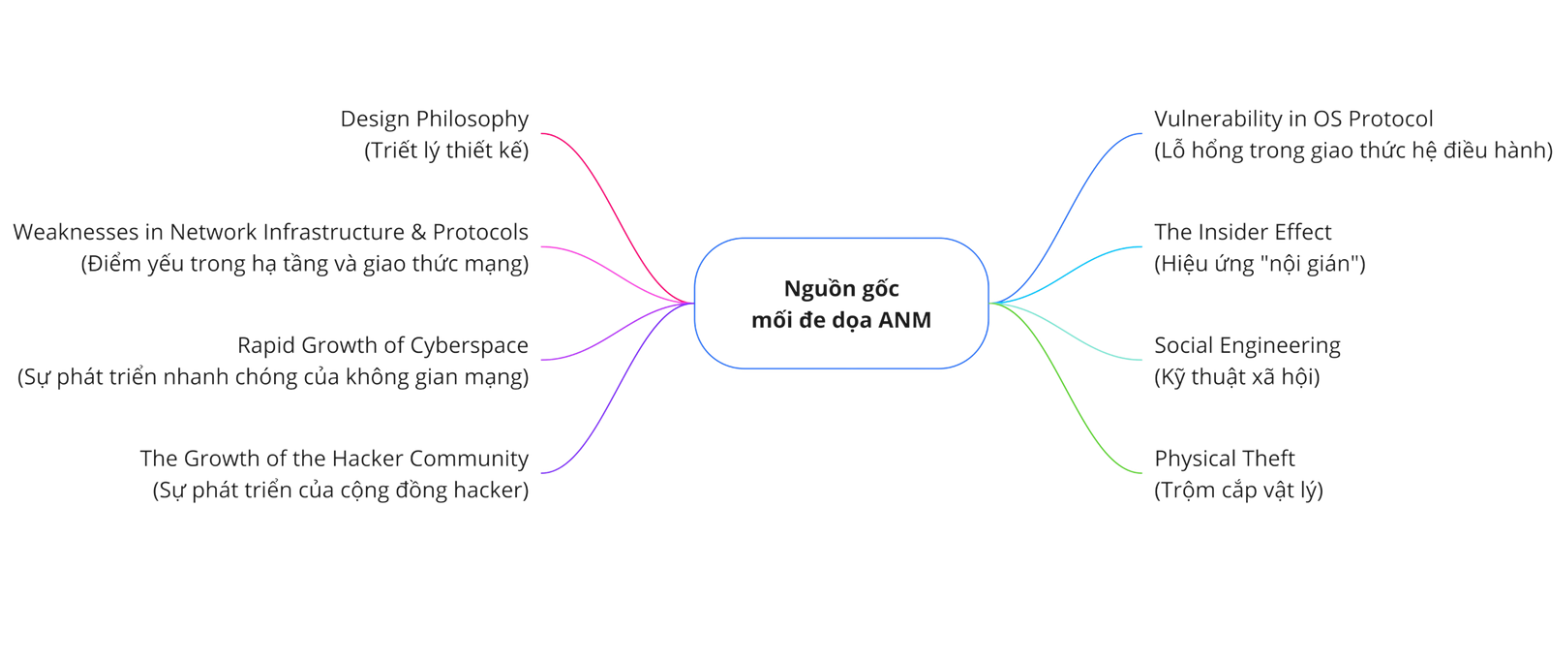 Design Philosophy
(Triết lý thiết kế)
Weaknesses in Network Infrastructure & Protocols
(Điểm yếu trong hạ tầng và giao thức mạng)
Rapid Growth of Cyberspace
(Sự phát triển nhanh chóng của không gian mạng)
The Growth of the Hacker Community
(Sự phát triển của cộng đồng hacker)
Nguồn gốc
mối đe dọa ANM
Vulnerability in OS Protocol
(Lỗ hổng trong giao thức hệ điều hành)
The Insider Effect
(Hiệu ứng "nội gián")
Social Engineering
(Kỹ thuật xã hội)
Physical Theft
(Trộm cắp vật lý)